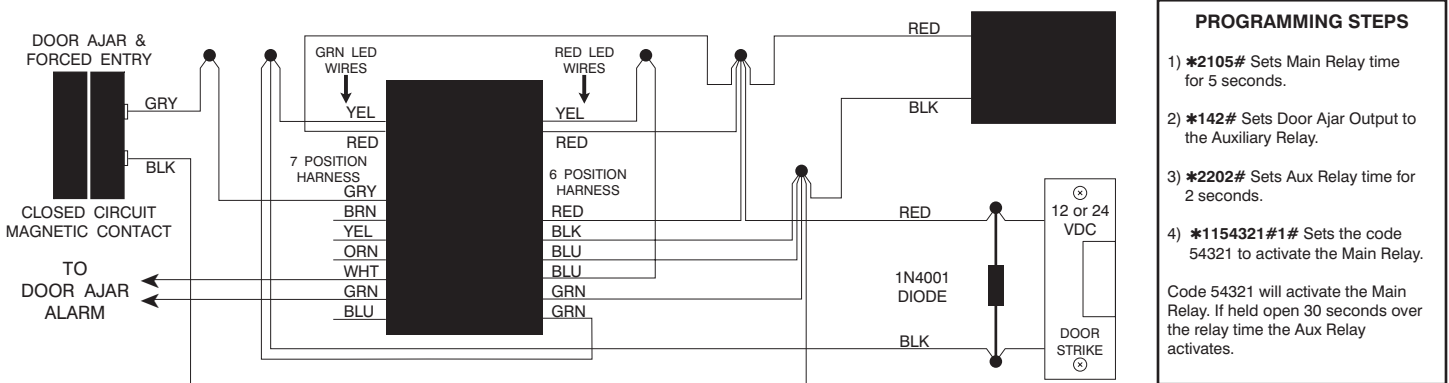 DOOR AJAR &
FORCED ENTRY
GRY
BLK
CLOSED CIRCUIT
MAGNETIC CONTACT
TO
DOOR AJAR
ALARM
GRN LED
WIRES
YEL
RED
7 POSITION
HARNESS
GRY
BRN
YEL
ORN
WHT
GRN
BLU
RED LED
WIRES
YEL
RED
6 POSITION
HARNESS
RED
BLK
BLU
BLU
GRN
GRN
RED
BLK
RED
1N4001
DIODE
BLK
12 or 24
VDC
DOOR
STRIKE
PROGRAMMING STEPS
1) ✱2105# Sets Main Relay time
for 5 seconds.
2) ✱142# Sets Door Ajar Output to
the Auxiliary Relay.
3) ✱2202# Sets Aux Relay time for
2 seconds.
4) ✱1154321#1# Sets the code
54321 to activate the Main Relay.
Code 54321 will activate the Main
Relay. If held open 30 seconds over
the relay time the Aux Relay
activates.